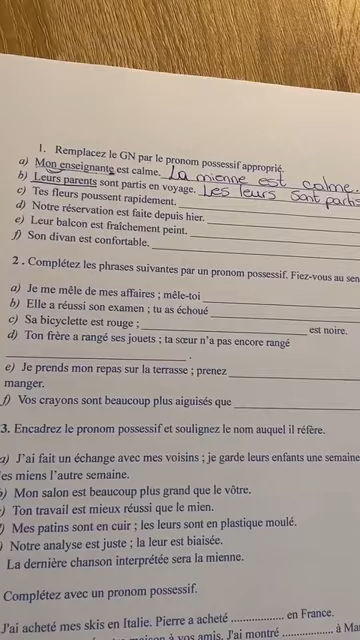 1. Remplacez le GN par le pronom possessif approprié.
a) Mon enseignante est calme. La mienne est calme.
b) Leurs parents sont partis en voyage. Les leurs sont partis
c) Tes fleurs poussent rapidement.
d) Notre réservation est faite depuis hier.
e) Leur balcon est fraîchement peint.
f) Son divan est confortable.
2. Complétez les phrases suivantes par un pronom possessif. Fiez-vous au sen
a) Je me mêle de mes affaires ; mêle-toi
b) Elle a réussi son examen ; tu as échoué
c) Sa bicyclette est rouge ; est noire.
d) Ton frère a rangé ses jouets ; ta sœur n'a pas encore rangé
.
e) Je prends mon repas sur la terrasse ; prenez
manger.
f) Vos crayons sont beaucoup plus aiguisés que
3. Encadrez le pronom possessif et soulignez le nom auquel il réfère.
a) J'ai fait un échange avec mes voisins ; je garde leurs enfants une semaine
es miens l'autre semaine.
) Mon salon est beaucoup plus grand que le vôtre.
) Ton travail est mieux réussi que le mien.
) Mes patins sont en cuir ; les leurs sont en plastique moulé.
) Notre analyse est juste ; la leur est biaisée.
La dernière chanson interprétée sera la mienne.
Complétez avec un pronom possessif.
J'ai acheté mes skis en Italie. Pierre a acheté ................ en France.
maison à vos amis. J'ai montré ................ à Ma